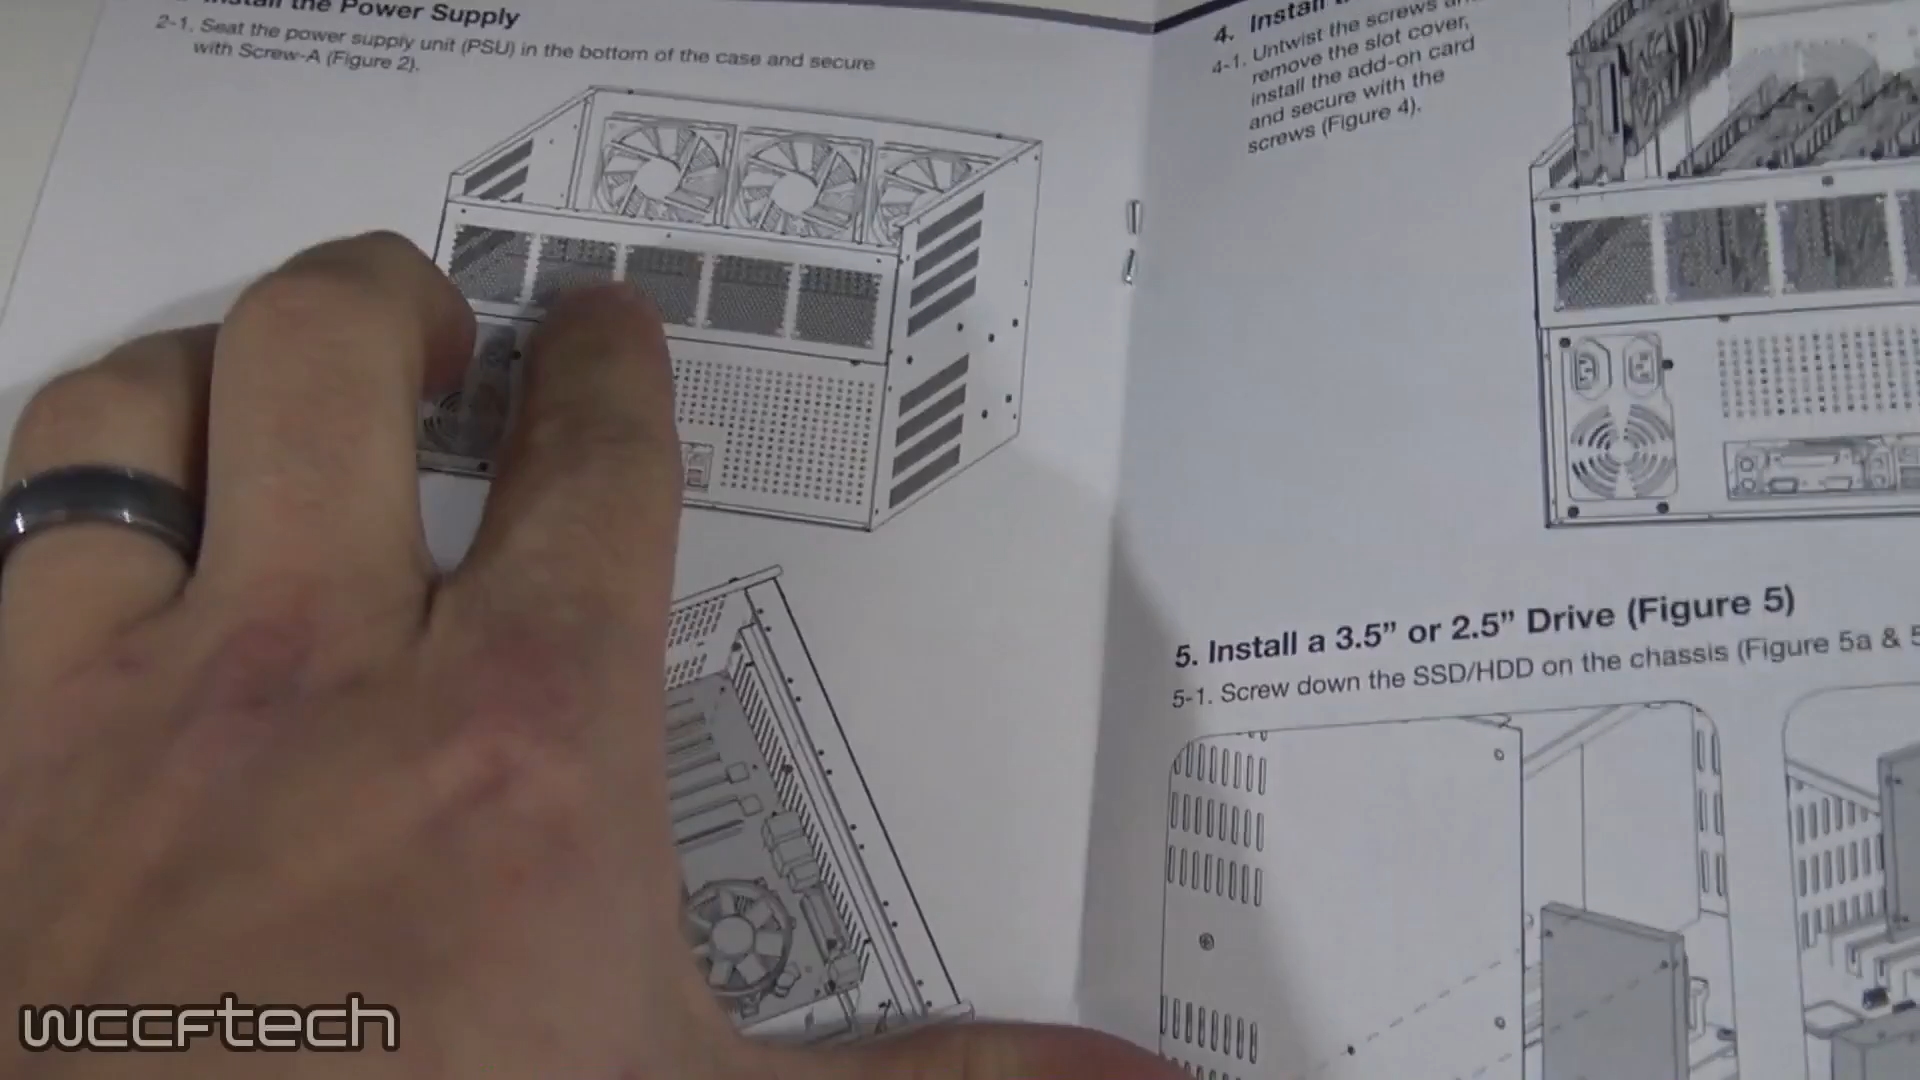 the Power Supply
2-1. Seat the power supply unit (PSU) in the bottom of the case and secure
with Screw-A (Figure 2).
4. Install
4-1. Untwist the screws
remove the slot cover,
install the add-on card
and secure with the
screws (Figure 4).
5. Install a 3.5” or 2.5” Drive (Figure 5)
5-1. Screw down the SSD/HDD on the chassis (Figure 5a &
wccftech